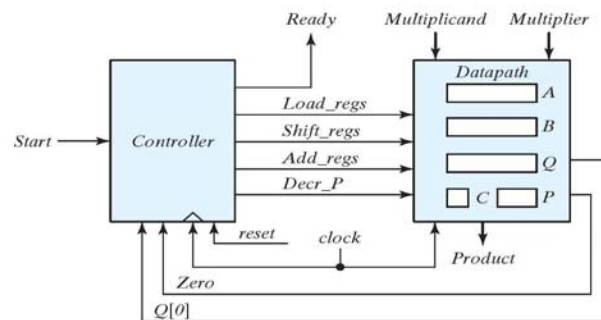 Ready
Multiplicand
Multiplier
Datapath
A
Load_regs
B
Start
Controller
Shift_regs
Add_regs
Q
Decr_P
C
P
reset
clock
Product
Zero
Q[0]